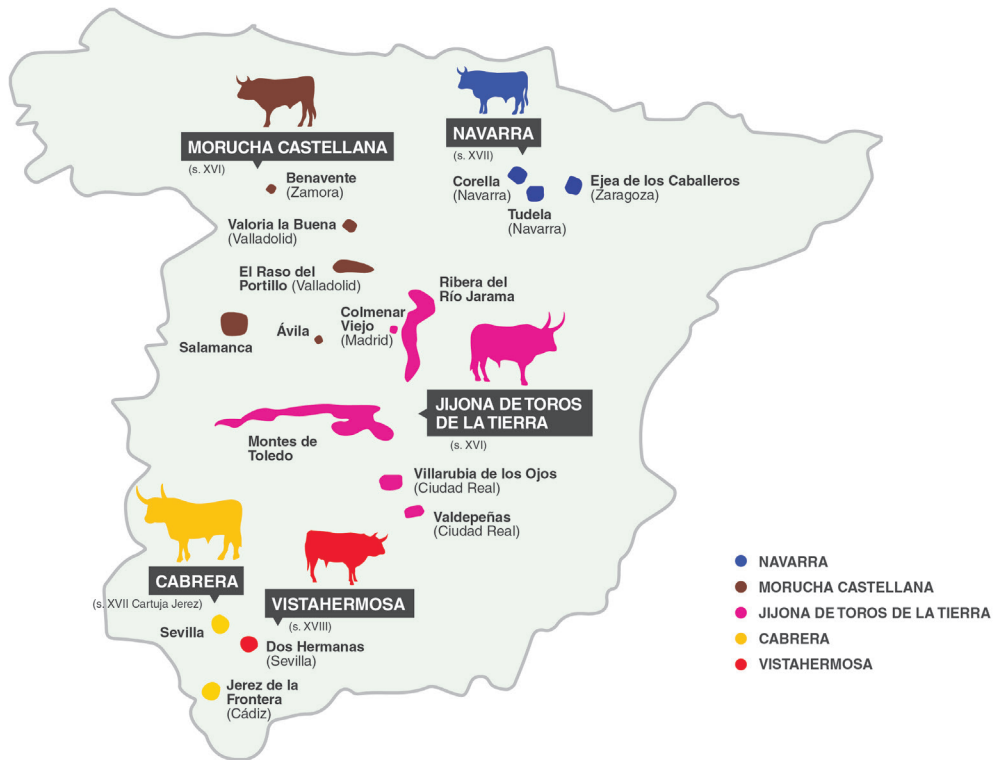 MORUCHA CASTELLANA
(s. XVI)
Benavente
(Zamora)
Valoria la Buena
(Valladolid)
El Raso del
Portillo (Valladolid)
Salamanca
Ávila
NAVARRA
(s. XVII)
Corella
(Navarra)
Tudela
(Navarra)
Ejea de los Caballeros
(Zaragoza)
Ribera del
Río Jarama
Colmenar
Viejo
(Madrid)
JIJONA DE TOROS
DE LA TIERRA
(s. XVI)
Montes de
Toledo
Villarubia de los Ojos
(Ciudad Real)
Valdepeñas
(Ciudad Real)
CABRERA
(s. XVII Cartuja Jerez)
Sevilla
Jerez de la
Frontera
(Cádiz)
VISTAHERMOSA
(s. XVIII)
Dos Hermanas
(Sevilla)
NAVARRA
MORUCHA CASTELLANA
JIJONA DE TOROS DE LA TIERRA
CABRERA
VISTAHERMOSA